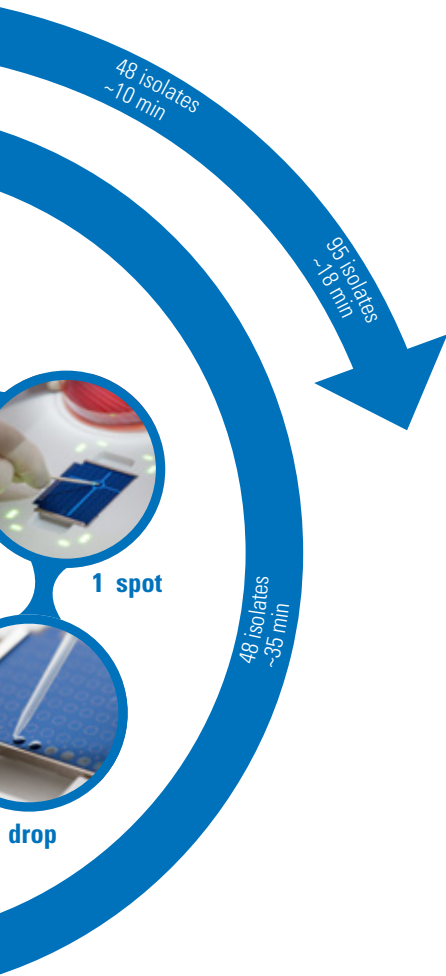 48 isolates
~10 min
95 isolates
~18 min
1 spot
48 isolates
~35 min
drop